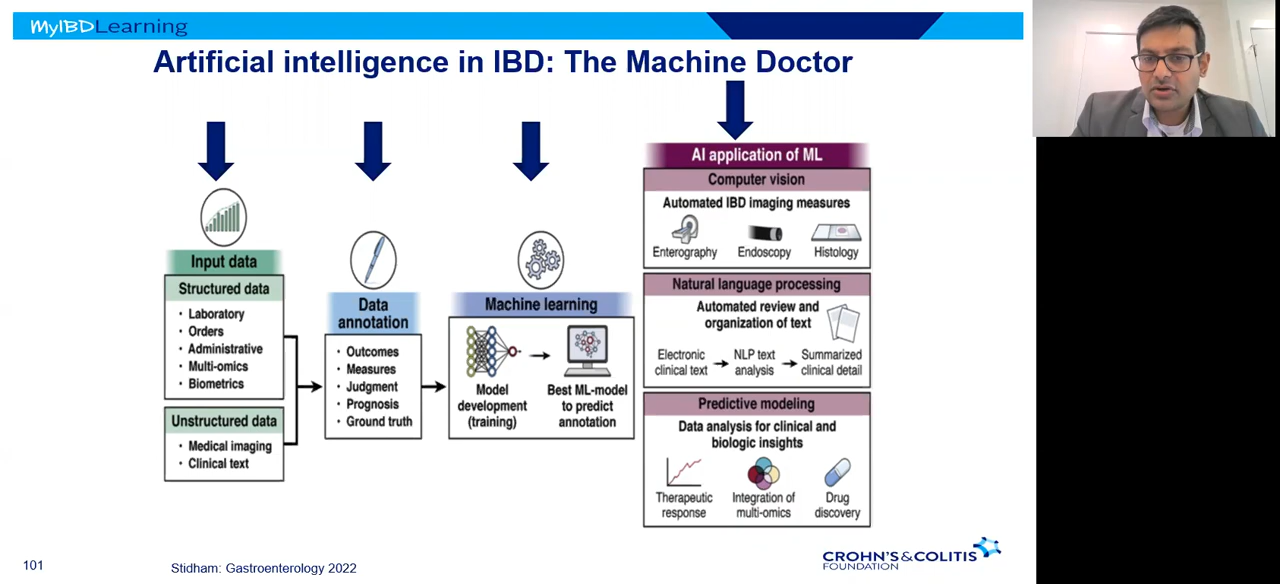 MyIBDLearning
Artificial intelligence in IBD: The Machine Doctor
Input data
Structured data
• Laboratory
• Orders
• Administrative
• Multi-omics
• Biometrics
Unstructured data
• Medical imaging
• Clinical text
Data
annotation
• Outcomes
• Measures
• Judgment
• Prognosis
• Ground truth
Machine learning
Model
development
(training)
Best ML-model
to predict
annotation
AI application of ML
Computer vision
Automated IBD imaging measures
Enterography
Endoscopy
Histology
Natural language processing
Automated review and
organization of text
Electronic
clinical text
NLP text
analysis
Summarized
clinical detail
Predictive modeling
Data analysis for clinical and
biologic insights
Therapeutic
response
Integration of
multi-omics
Drug
discovery
101
Stidham: Gastroenterology 2022
CROHN'S & COLITIS
FOUNDATION